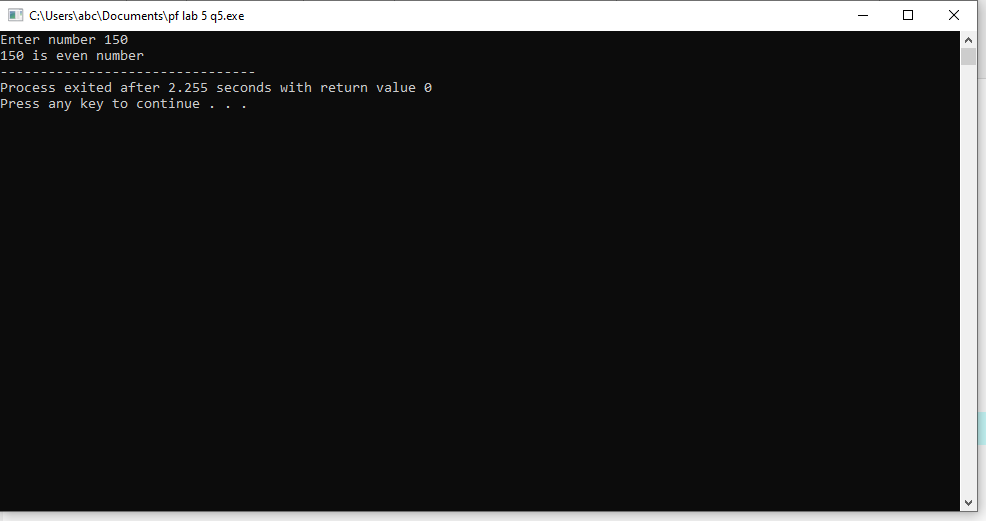 C:\Users\abc\Documents\pf lab 5 q5.exe
Enter number 150
150 is even number
--------------------------------
Process exited after 2.255 seconds with return value 0
Press any key to continue . . .